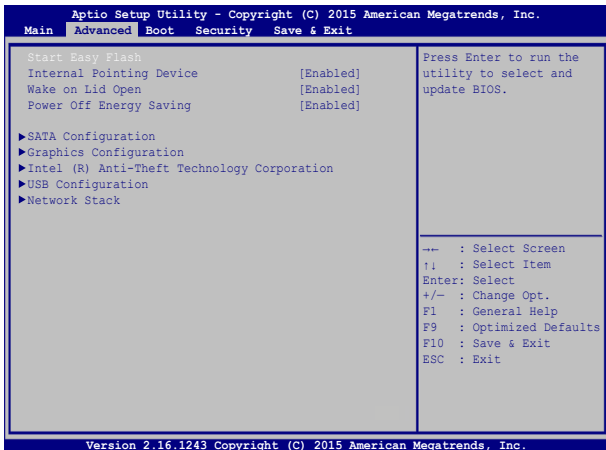 Aptio Setup Utility - Copyright (C) 2015 American Megatrends, Inc.
Main Advanced Boot Security Save & Exit
Start Easy Flash
Internal Pointing Device [Enabled]
Wake on Lid Open [Enabled]
Power Off Energy Saving [Enabled]
▶SATA Configuration
▶Graphics Configuration
▶Intel (R) Anti-Theft Technology Corporation
▶USB Configuration
▶Network Stack
Press Enter to run the
utility to select and
update BIOS.
→← : Select Screen
↑↓ : Select Item
Enter: Select
+/— : Change Opt.
F1 : General Help
F9 : Optimized Defaults
F10 : Save & Exit
ESC : Exit
Version 2.16.1243 Copyright (C) 2015 American Megatrends, Inc.